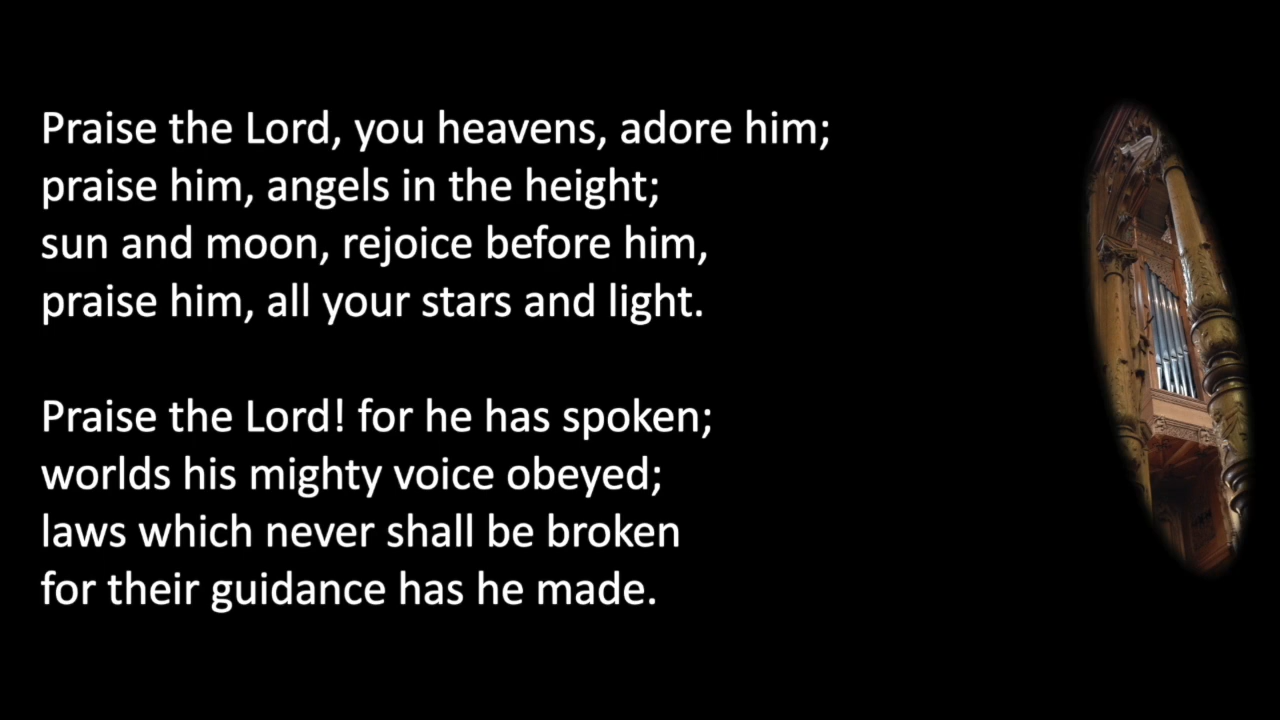 Praise the Lord, you heavens, adore him;
praise him, angels in the height;
sun and moon, rejoice before him,
praise him, all your stars and light.
Praise the Lord! for he has spoken;
worlds his mighty voice obeyed;
laws which never shall be broken
for their guidance has he made.